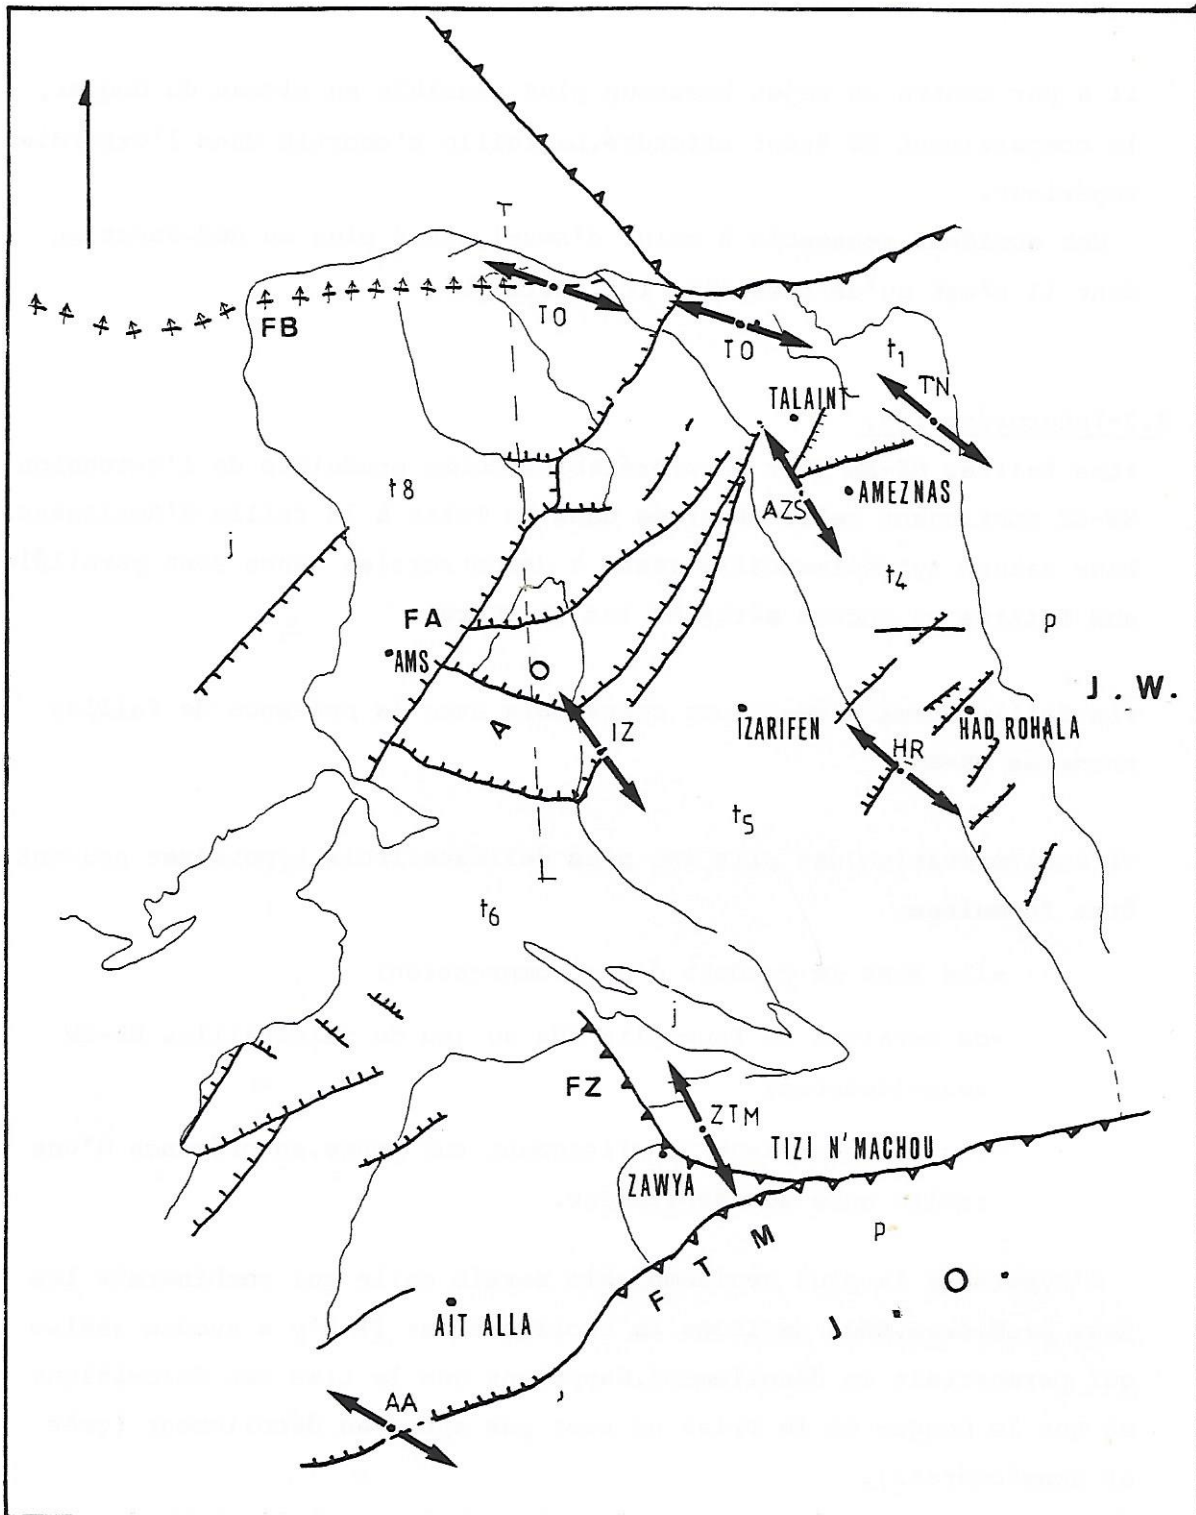 T
FB
TO
TO
t1
TN
TALAINT
t8
AMEZNAS
AZS
j
t4
FA
p
AMS
O
J . W.
A
IZ
IZARIFEN
HAD ROHALA
HR
t5
L
t6
j
FZ
ZTM
TIZI N'MACHOU
ZAWYA
P
F T M
J . O .
AIT ALLA
AA